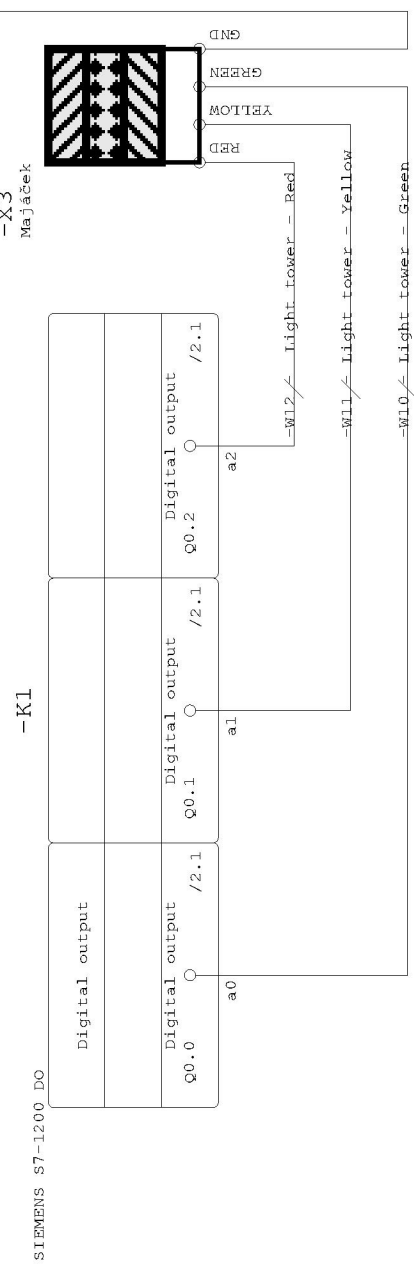 SIEMENS S7-1200 DO
-K1
-X3
Majáček
Digital output
Digital output
Q0.0
/2.1
a0
Digital output
Q0.1
/2.1
a1
Digital output
Q0.2
/2.1
a2
RED
YELLOW
GREEN
GND
-W12
Light tower - Red
-W11
Light tower - Yellow
-W10
Light tower - Green